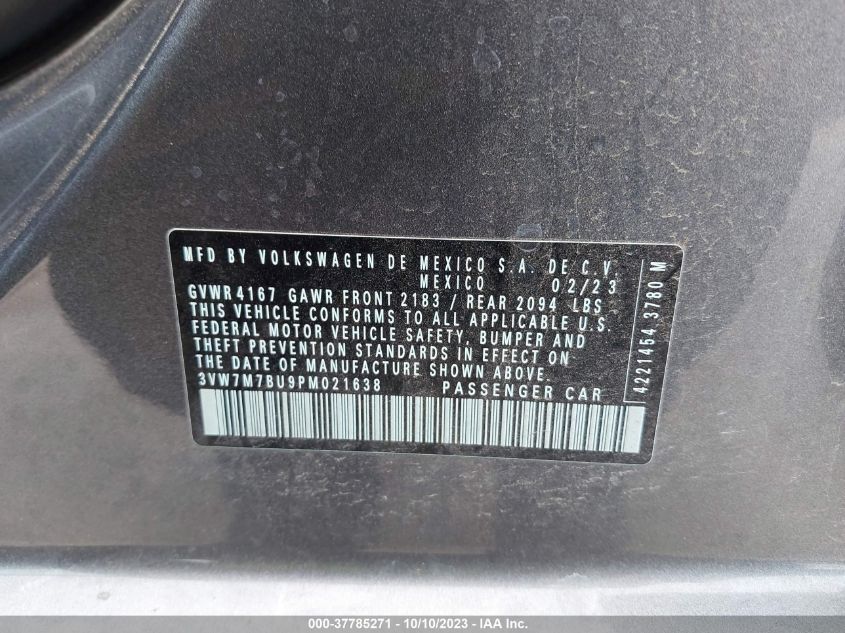 MFD BY VOLKSWAGEN DE MEXICO S.A. DE C.V.
MEXICO 02/23
GVWR 4167 GAWR FRONT 2183 / REAR 2094 LBS
THIS VEHICLE CONFORMS TO ALL APPLICABLE U.S.
FEDERAL MOTOR VEHICLE SAFETY, BUMPER AND
THEFT PREVENTION STANDARDS IN EFFECT ON
THE DATE OF MANUFACTURE SHOWN ABOVE.
3VW7M7BU9PM021638 PASSENGER CAR
4221454 3780 M
000-37785271 - 10/10/2023 - IAA Inc.